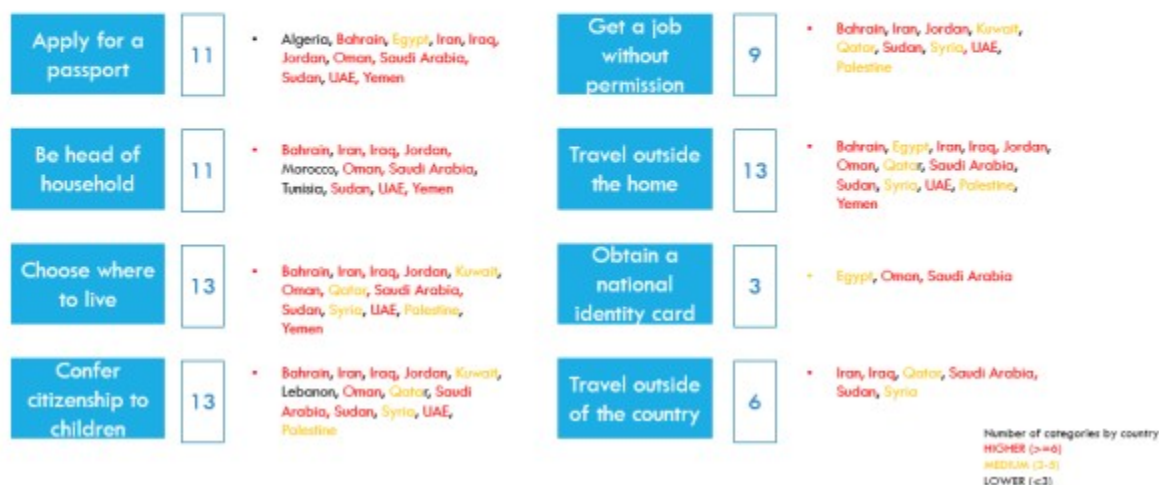 Apply for a
passport
11
• Algeria, Bahrain, Egypt, Iran, Iraq,
Jordan, Oman, Saudi Arabia,
Sudan, UAE, Yemen
Be head of
household
11
• Bahrain, Iran, Iraq, Jordan,
Morocco, Oman, Saudi Arabia,
Tunisia, Sudan, UAE, Yemen
Choose where
to live
13
• Bahrain, Iran, Iraq, Jordan, Kuwait,
Oman, Qatar, Saudi Arabia,
Sudan, Syria, UAE, Palestine,
Yemen
Confer
citizenship to
children
13
• Bahrain, Iran, Iraq, Jordan, Kuwait,
Lebanon, Oman, Qatar, Saudi
Arabia, Sudan, Syria, UAE,
Palestine
Get a job
without
permission
9
• Bahrain, Iran, Jordan, Kuwait,
Qatar, Sudan, Syria, UAE,
Palestine
Travel outside
the home
13
• Bahrain, Egypt, Iran, Iraq, Jordan,
Oman, Qatar, Saudi Arabia,
Sudan, Syria, UAE, Palestine,
Yemen
Obtain a
national
identity card
3
• Egypt, Oman, Saudi Arabia
Travel outside
of the country
6
• Iran, Iraq, Qatar, Saudi Arabia,
Sudan, Syria
Number of categories by country
HIGHER (>=6)
MEDIUM (3-5)
LOWER (<3)